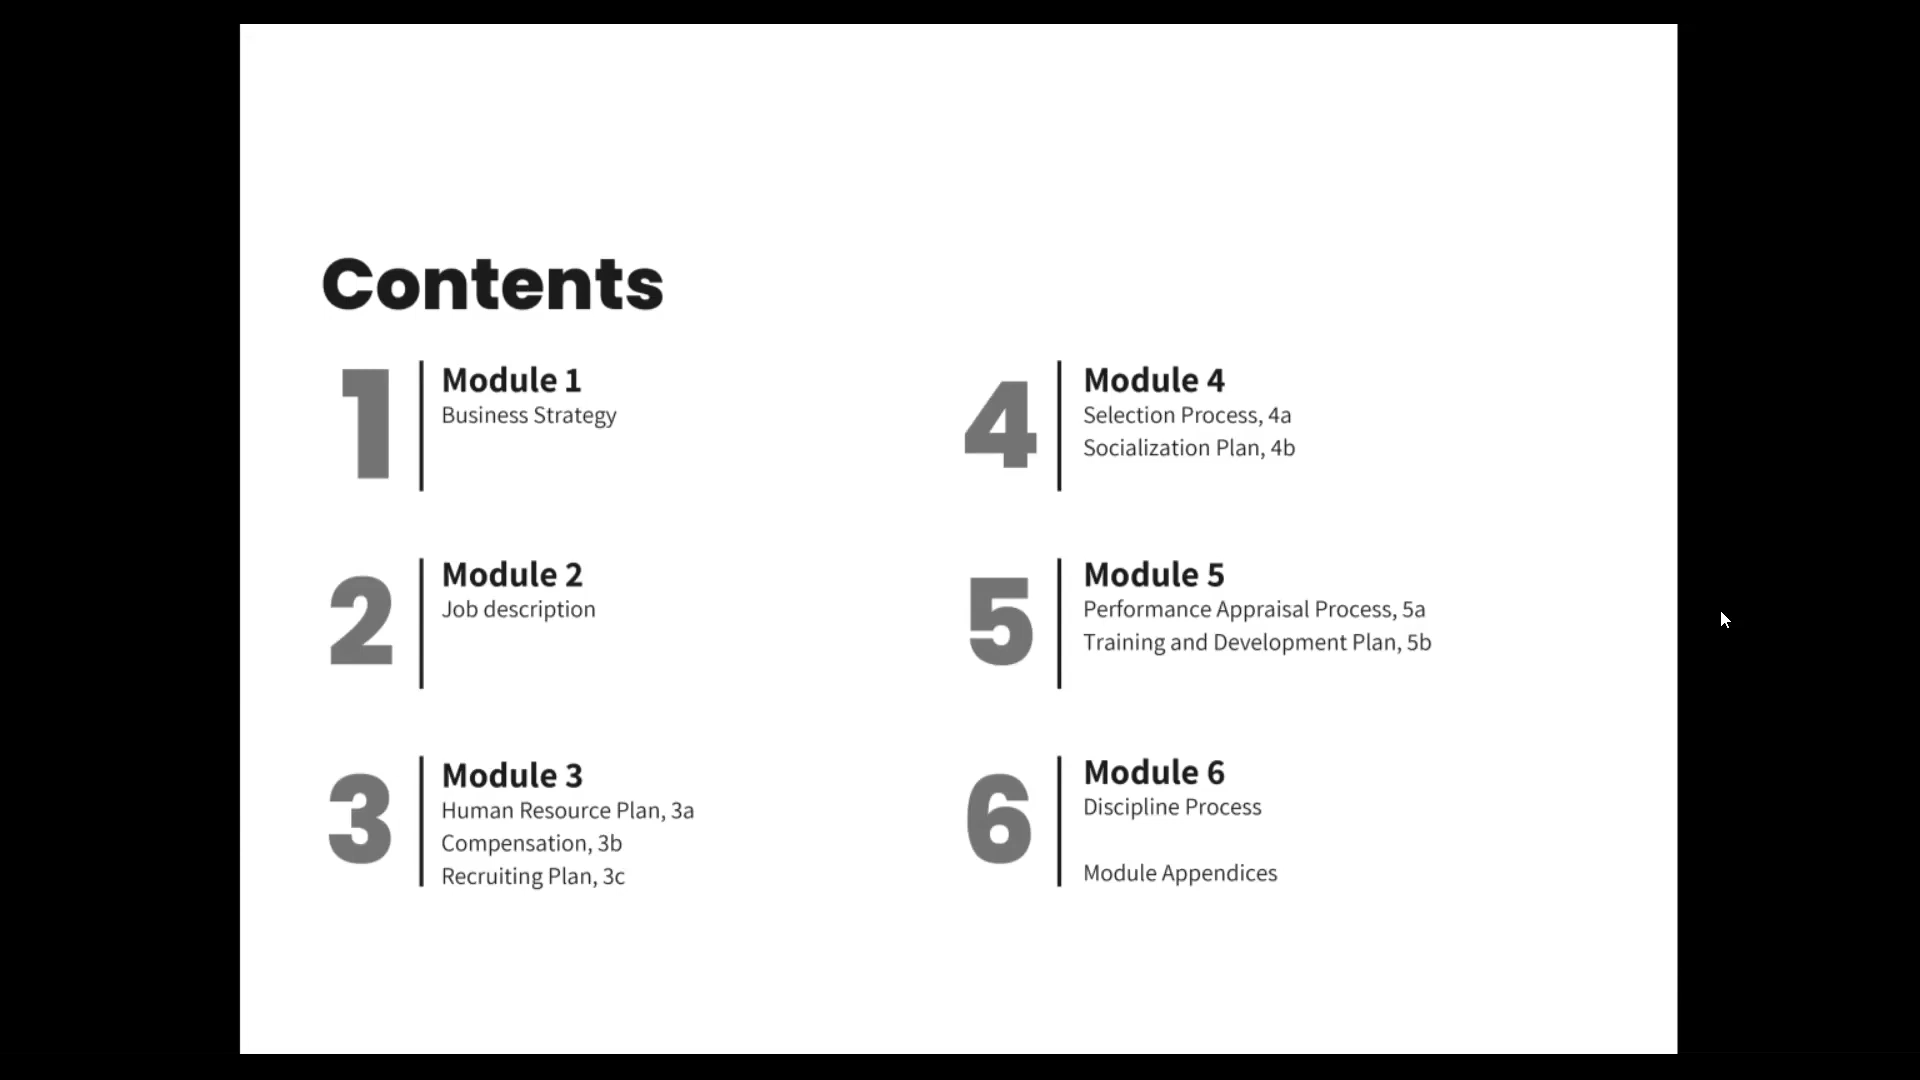 Contents
1
Module 1
Business Strategy
2
Module 2
Job description
3
Module 3
Human Resource Plan, 3a
Compensation, 3b
Recruiting Plan, 3c
4
Module 4
Selection Process, 4a
Socialization Plan, 4b
5
Module 5
Performance Appraisal Process, 5a
Training and Development Plan, 5b
6
Module 6
Discipline Process
Module Appendices